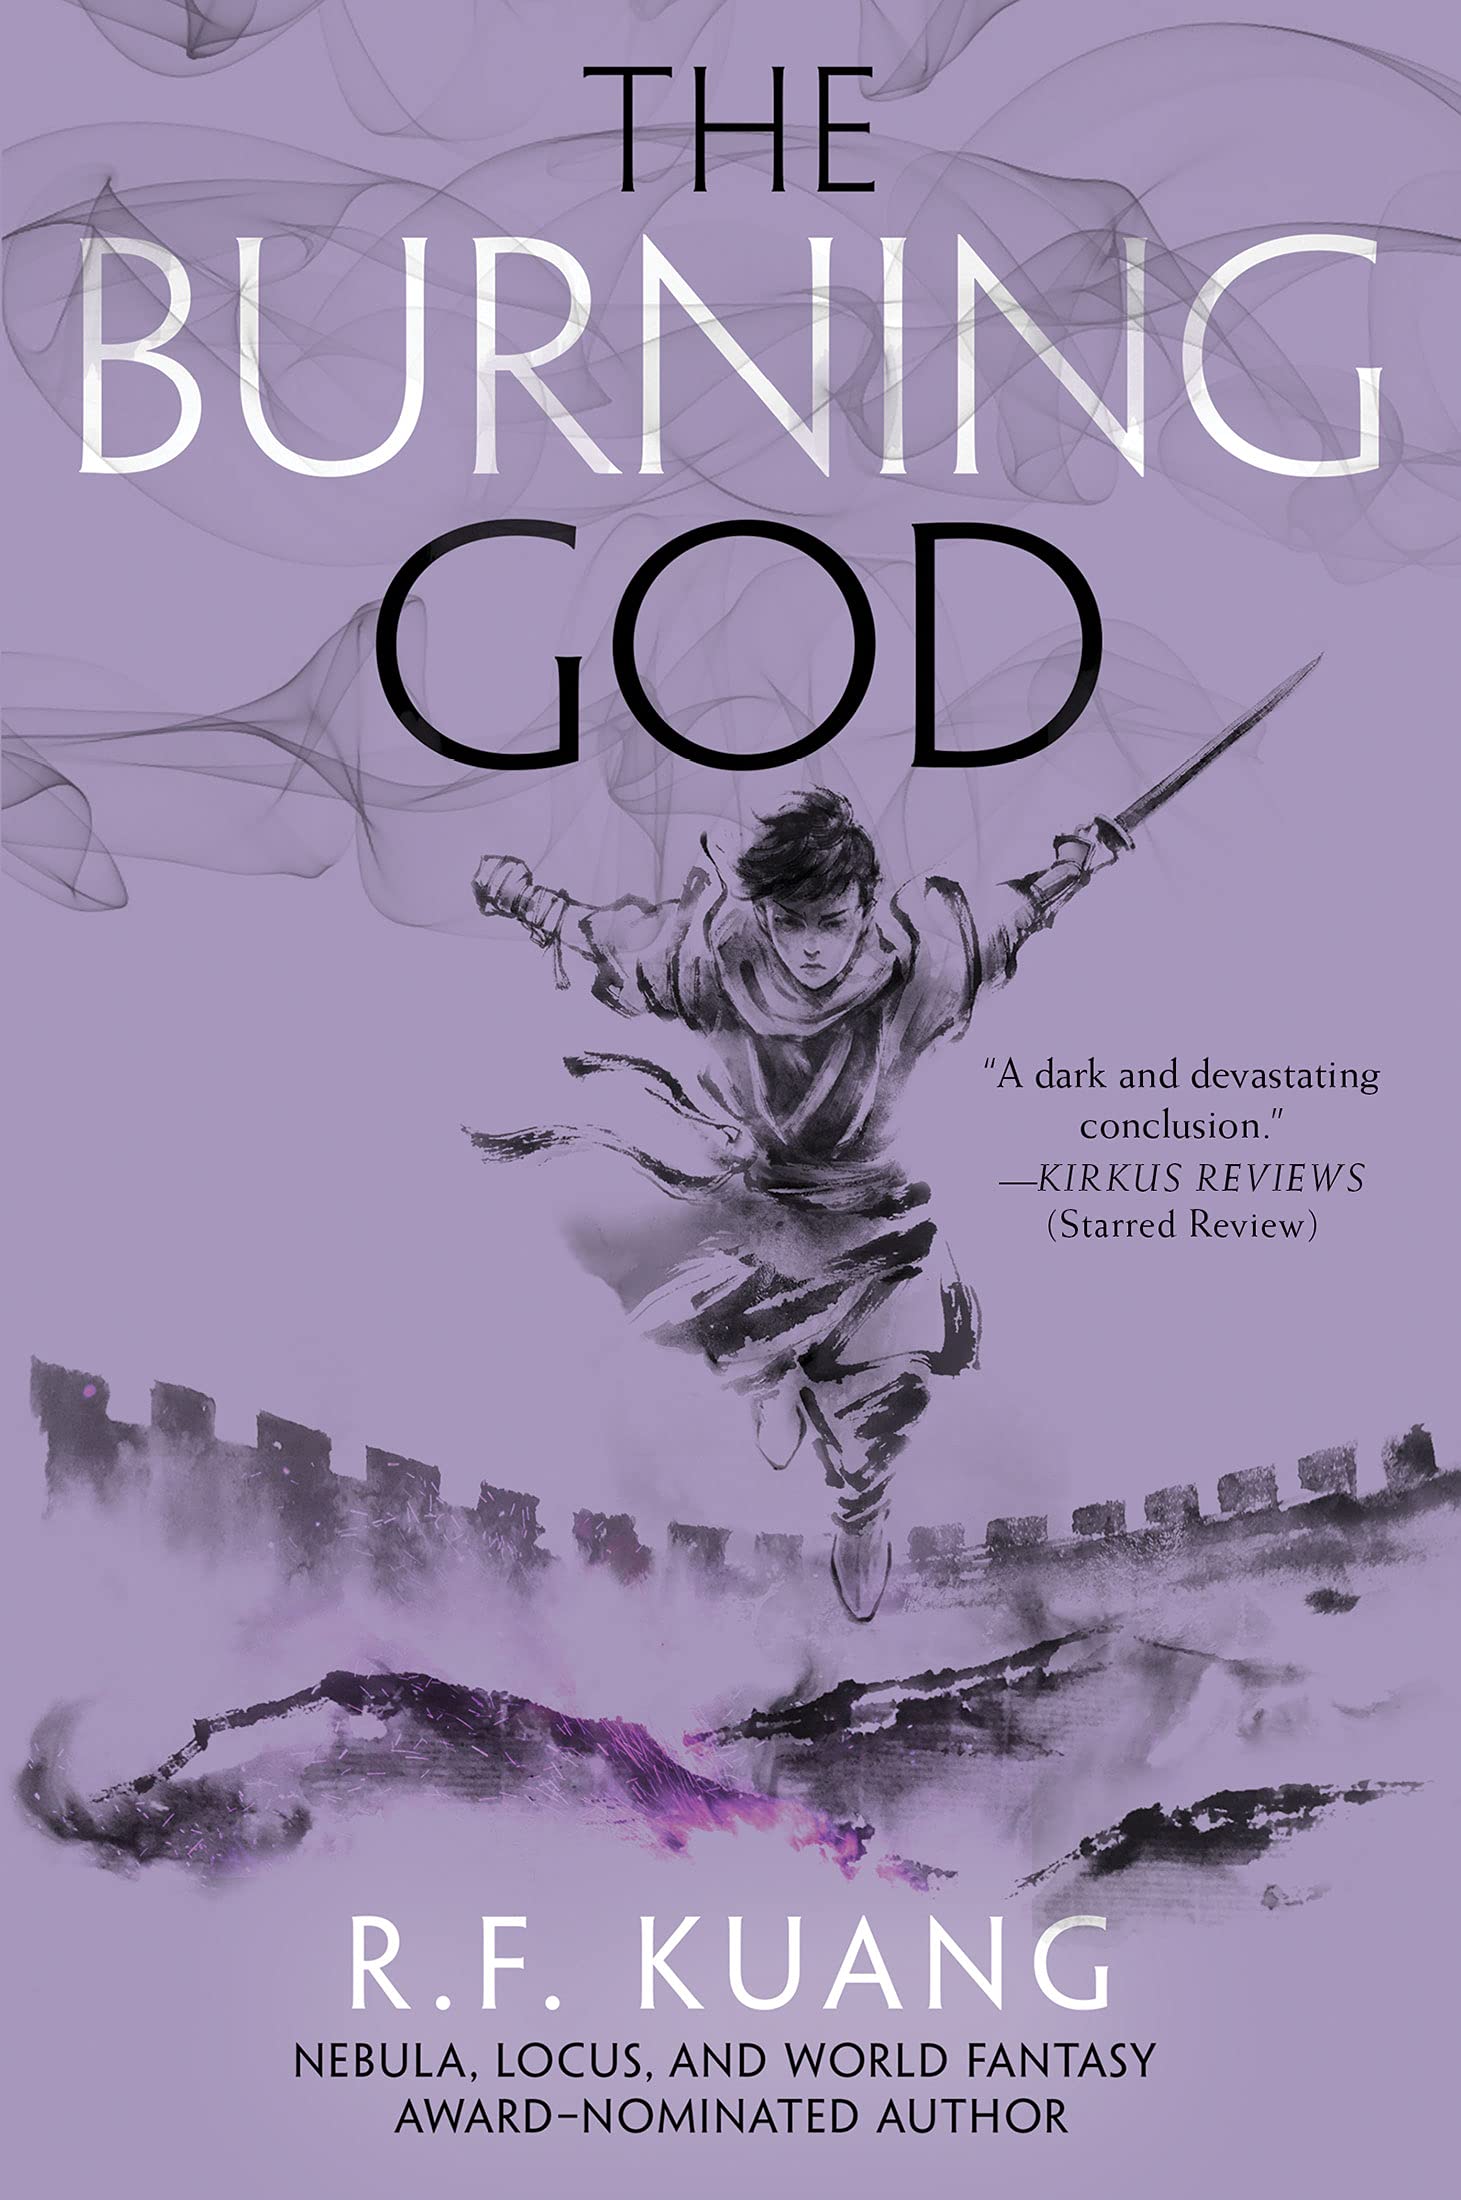 THE
BURNING
GOD
“A dark and devastating
conclusion.”
—KIRKUS REVIEWS
(Starred Review)
R.F. KUANG
NEBULA, LOCUS, AND WORLD FANTASY
AWARD–NOMINATED AUTHOR